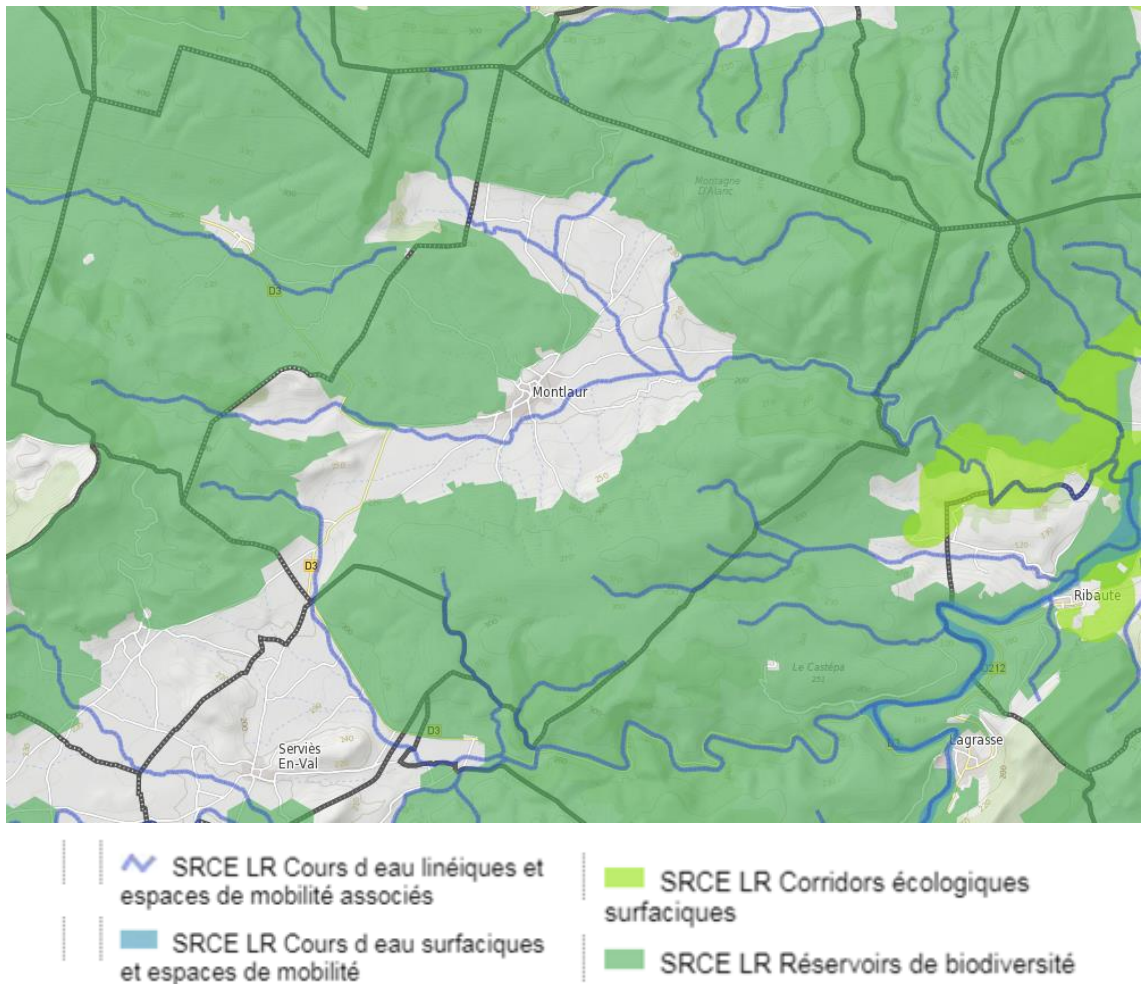 Montagne
D'Alaric
D3
Montlaur
D3
Ribaute
Le Castépa
251
D212
D3
Serviès
En-Val
Lagrasse
SRCE LR Cours d eau linéiques et
espaces de mobilité associés
SRCE LR Cours d eau surfaciques
et espaces de mobilité
SRCE LR Corridors écologiques
surfaciques
SRCE LR Réservoirs de biodiversité